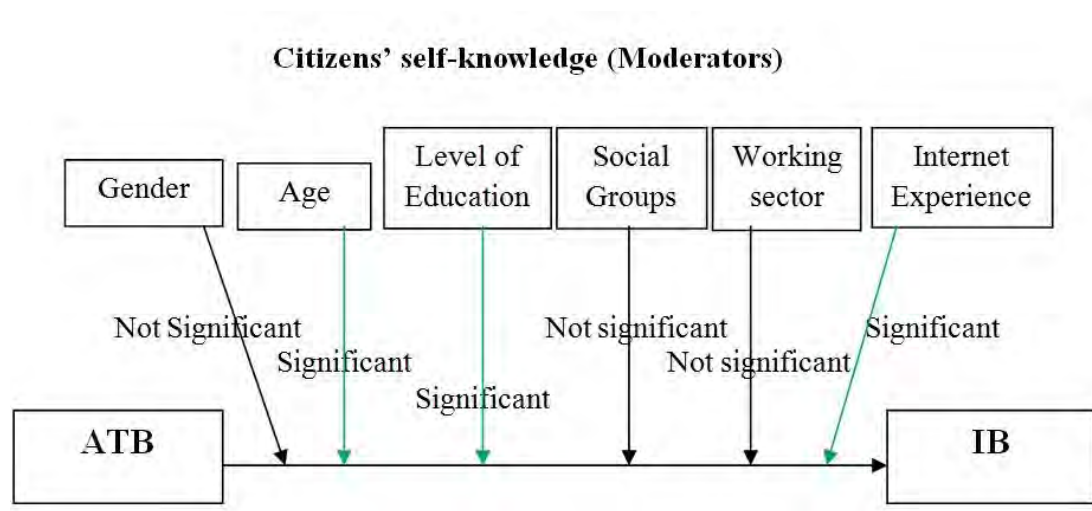 Citizens’ self-knowledge (Moderators)
Gender
Age
Level of
Education
Social
Groups
Working
sector
Internet
Experience
Not Significant
Significant
Significant
Not significant
Not significant
Significant
ATB
IB